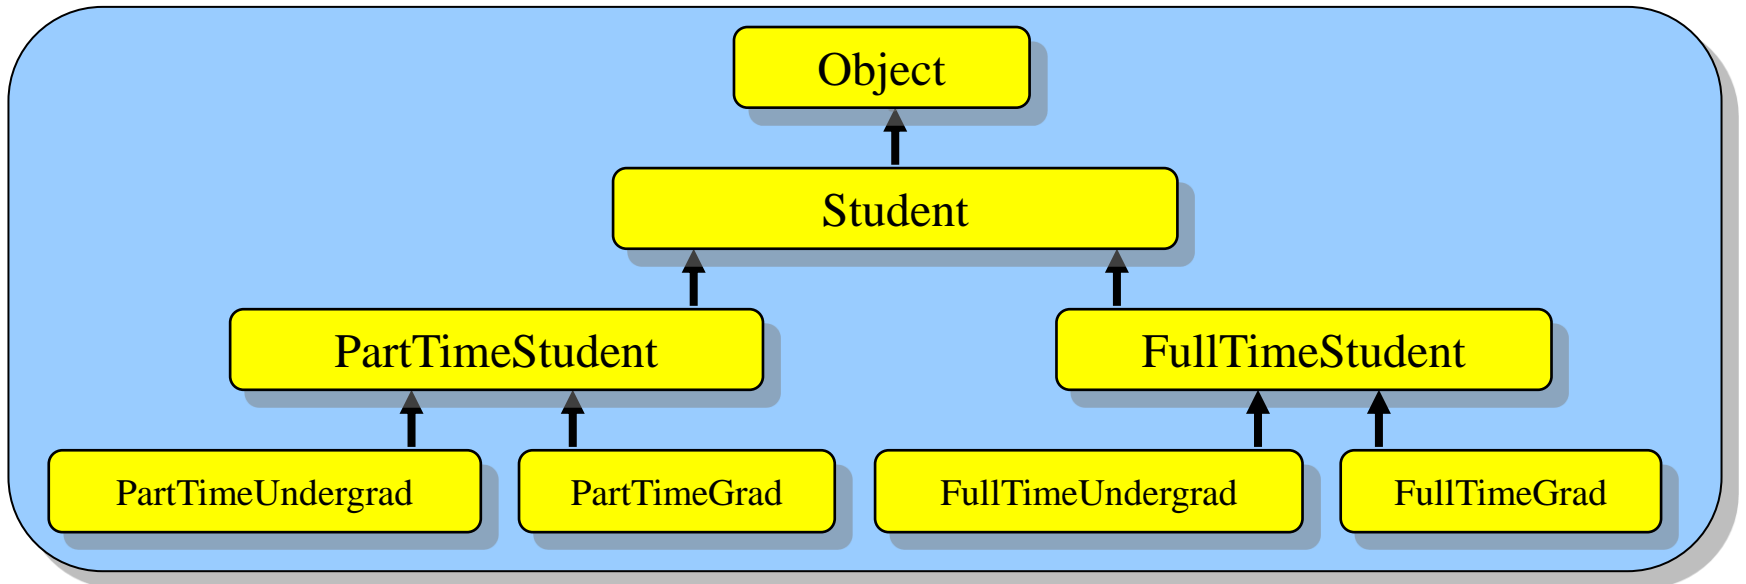 Object
Student
PartTimeStudent
FullTimeStudent
PartTimeUndergrad
PartTimeGrad
FullTimeUndergrad
FullTimeGrad